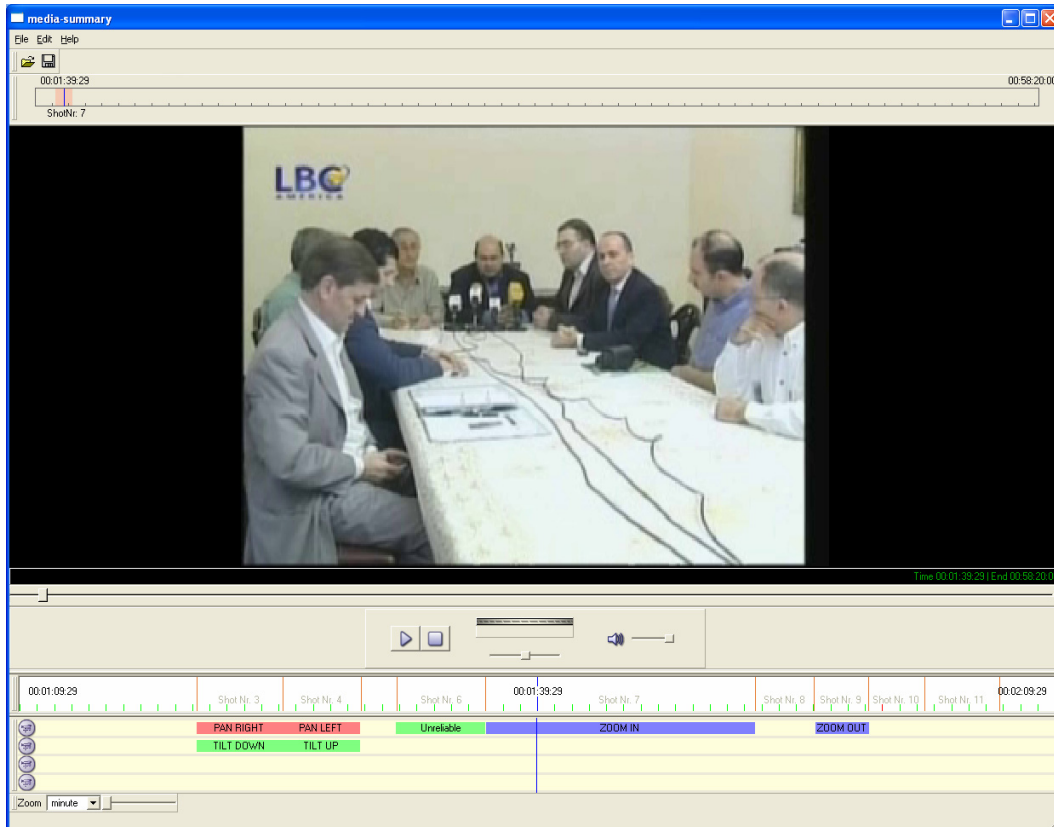 media-summary
File Edit Help
00:01:39:29 00:58:20:00
ShotNr: 7
LBC
AMERICA
Time 00:01:39:29 | End 00:58:20:0
00:01:09:29 00:01:39:29 00:02:09:29
Shot Nr. 3 Shot Nr. 4 Shot Nr. 6 Shot Nr. 7 Shot Nr. 8 Shot Nr. 9 Shot Nr. 10 Shot Nr. 11
PAN RIGHT PAN LEFT Unreliable ZOOM IN ZOOM OUT
TILT DOWN TILT UP
Zoom minute